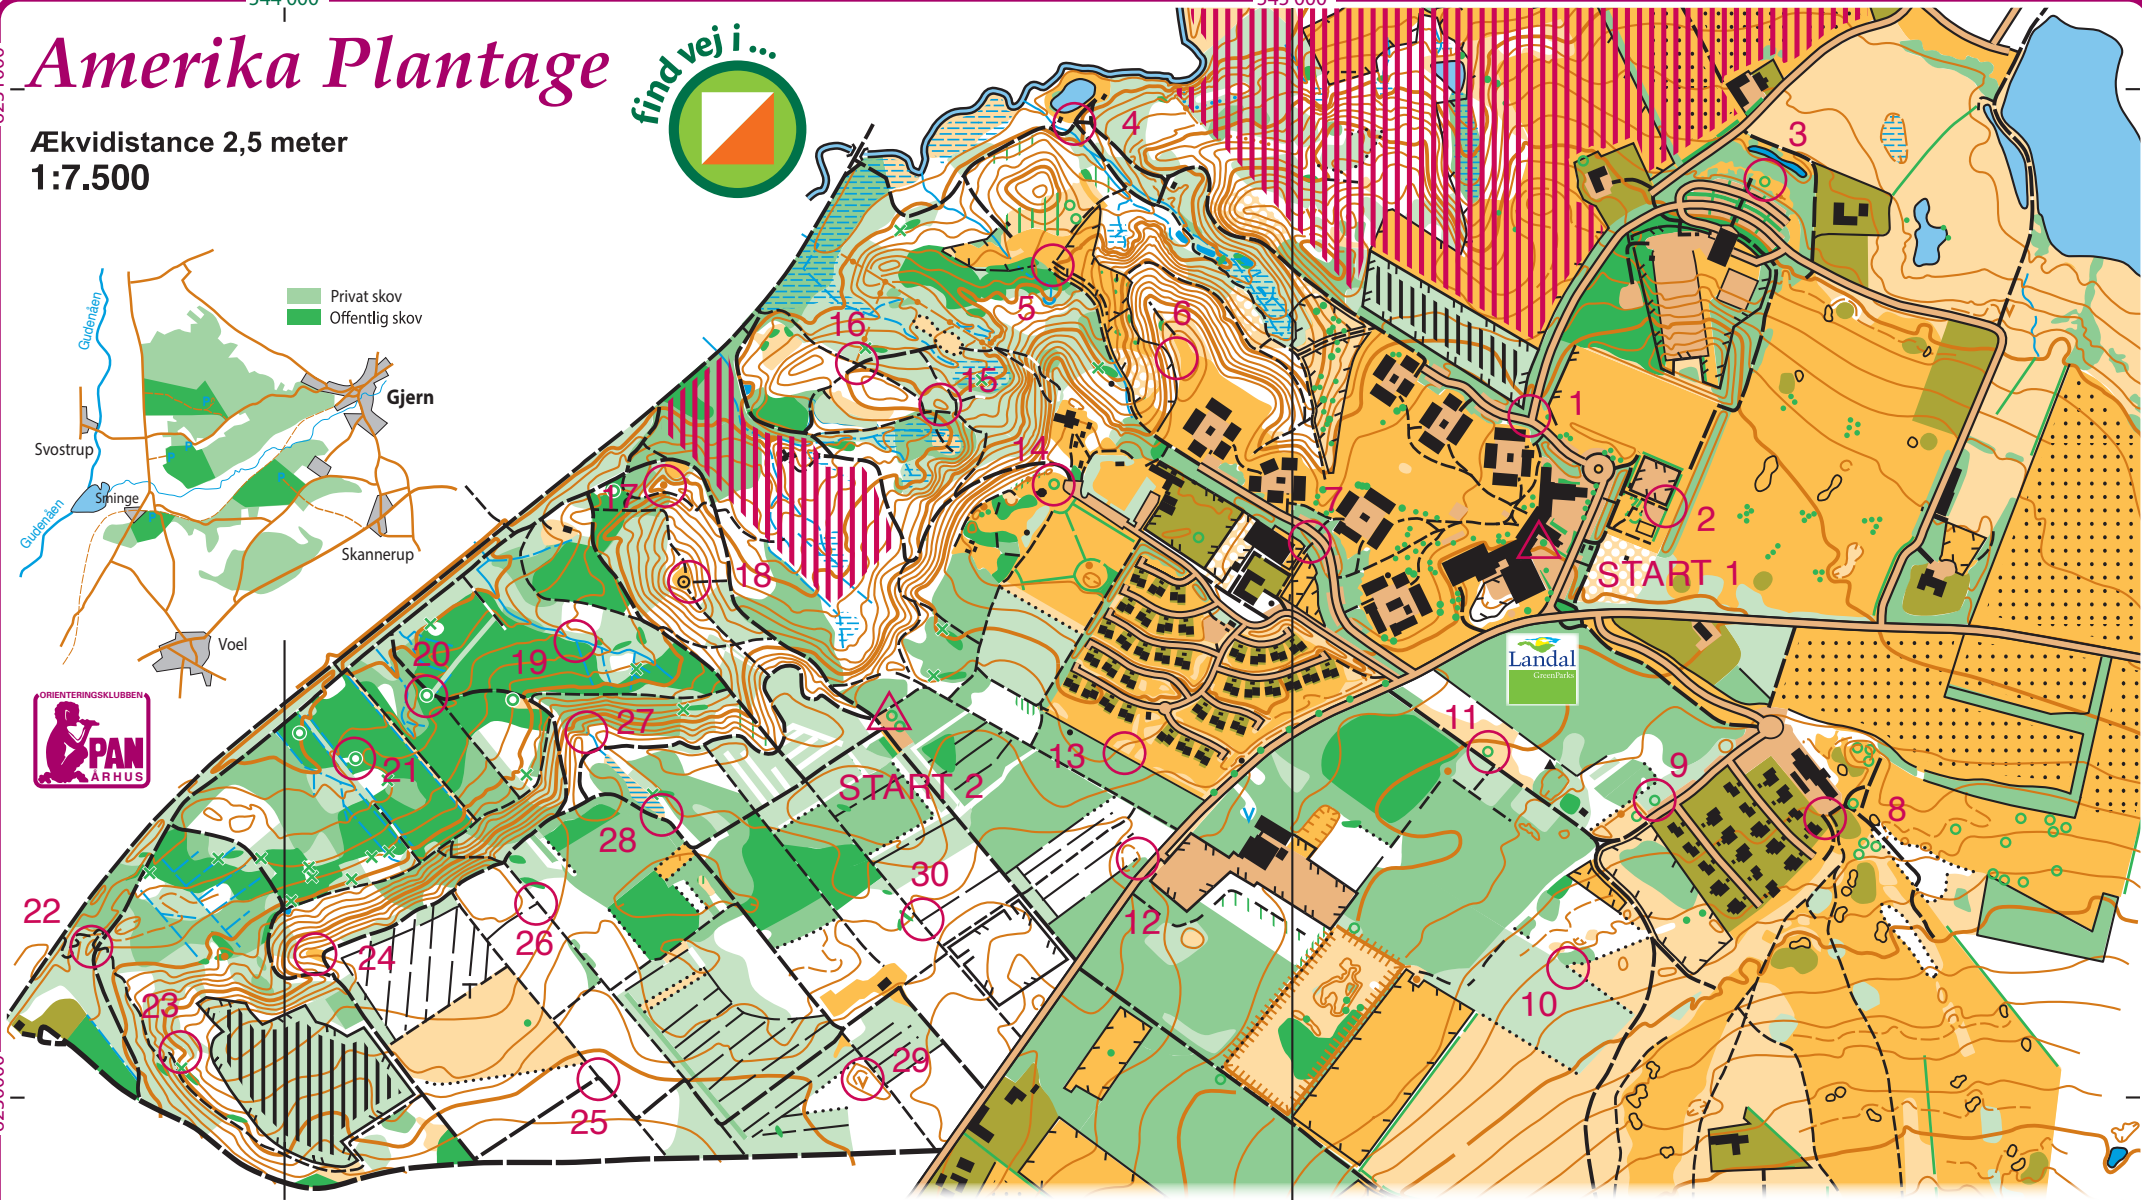 544 000
Amerika Plantage
find vej i ...
Ækvidistance 2,5 meter
1:7.500
Privat skov
Offentlig skov
Gudenåen
P
Gjern
Svostrup
P
P
P
Sminge
P
Gudenåen
Skannerup
Voel
ORIENTERINGSKLUBBEN
PAN
ÅRHUS
4
3
5
6
16
15
1
14
17
7
2
18
START 1
Landal
GreenParks
20
19
27
11
13
21
START 2
9
28
8
30
22
12
26
24
10
23
29
25